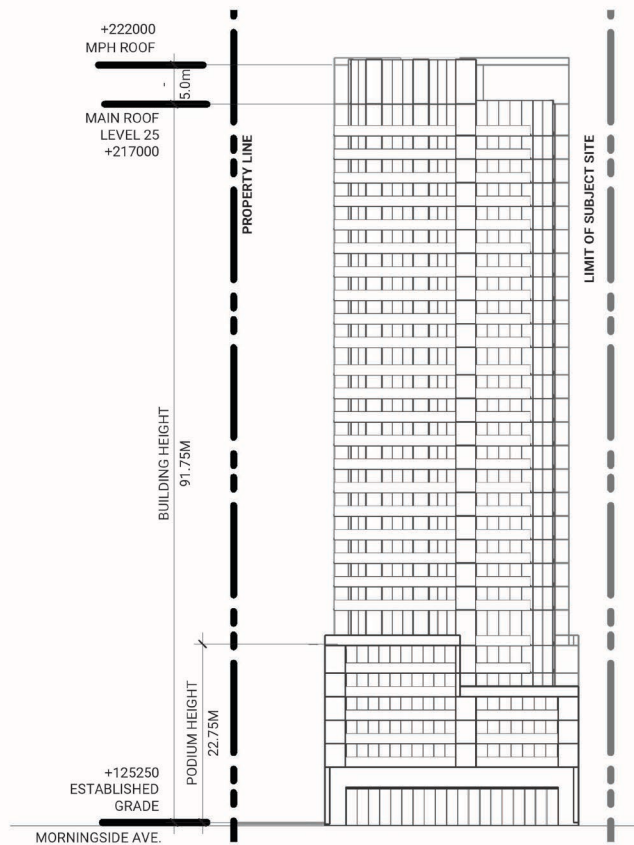 +222000
MPH ROOF
-
5.0m
MAIN ROOF
LEVEL 25
+217000
PROPERTY LINE
LIMIT OF SUBJECT SITE
BUILDING HEIGHT
91.75M
PODIUM HEIGHT
22.75M
+125250
ESTABLISHED
GRADE
MORNINGSIDE AVE.